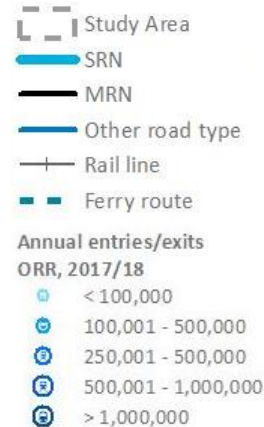 Study Area
SRN
MRN
Other road type
Rail line
Ferry route
Annual entries/exits
ORR, 2017/18
< 100,000
100,001 - 500,000
250,001 - 500,000
500,001 - 1,000,000
> 1,000,000